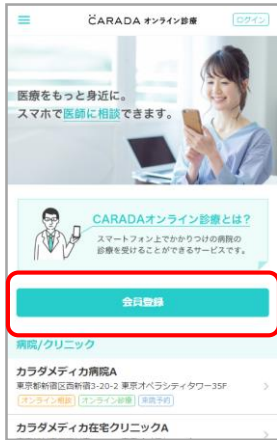 CARADA オンライン診療
ログイン
医療をもっと身近に。
スマホで医師に相談できます。
CARADAオンライン診療とは?
スマートフォン上でかかりつけの病院の
診療を受けることができるサービスです。
会員登録
病院/クリニック
カラダメディカ病院A
東京都新宿区西新宿3-20-2 東京オペラシティタワー35F
オンライン相談 オンライン診療 来院予約
カラダメディカ在宅クリニックA